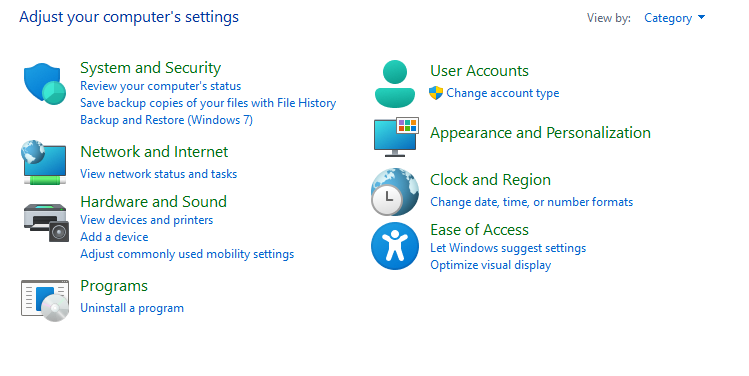 Adjust your computer's settings
View by: Category
System and Security
Review your computer's status
Save backup copies of your files with File History
Backup and Restore (Windows 7)
Network and Internet
View network status and tasks
Hardware and Sound
View devices and printers
Add a device
Adjust commonly used mobility settings
Programs
Uninstall a program
User Accounts
Change account type
Appearance and Personalization
Clock and Region
Change date, time, or number formats
Ease of Access
Let Windows suggest settings
Optimize visual display